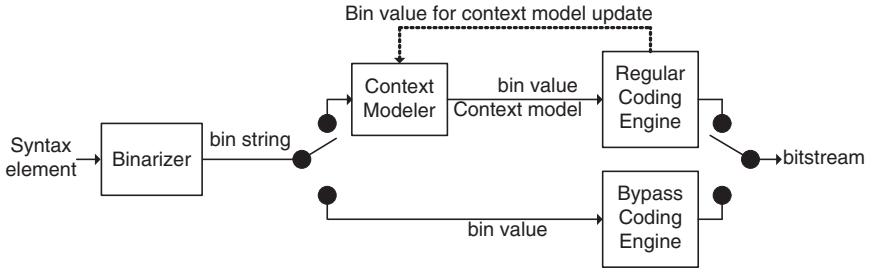 Bin value for context model update
Context
Modeler
bin value
Context model
Regular
Coding
Engine
Syntax
element
Binarizer
bin string
bitstream
bin value
Bypass
Coding
Engine